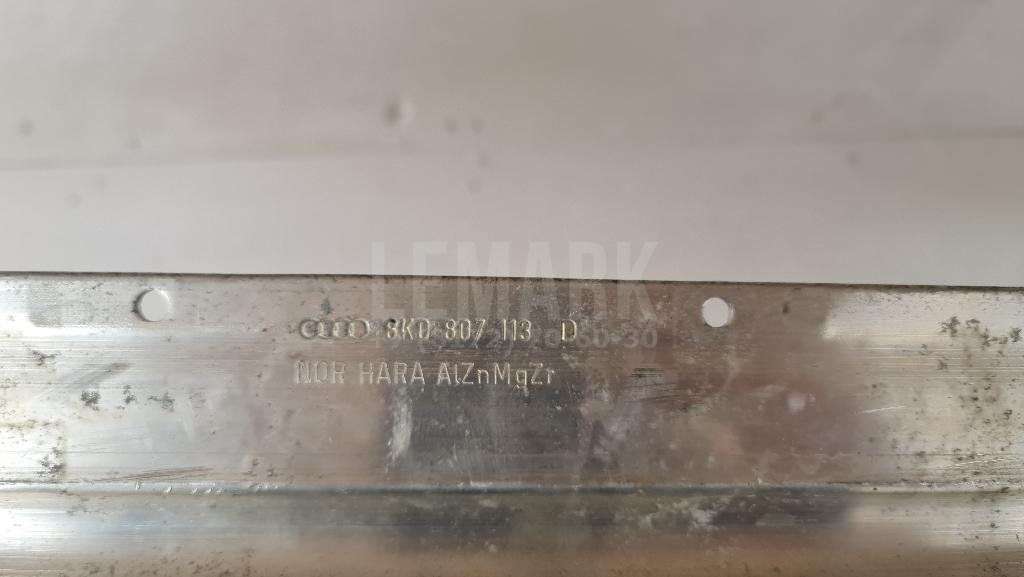 LEMARK
8K0 807 113 D
NOR HARA AlZnMgZr